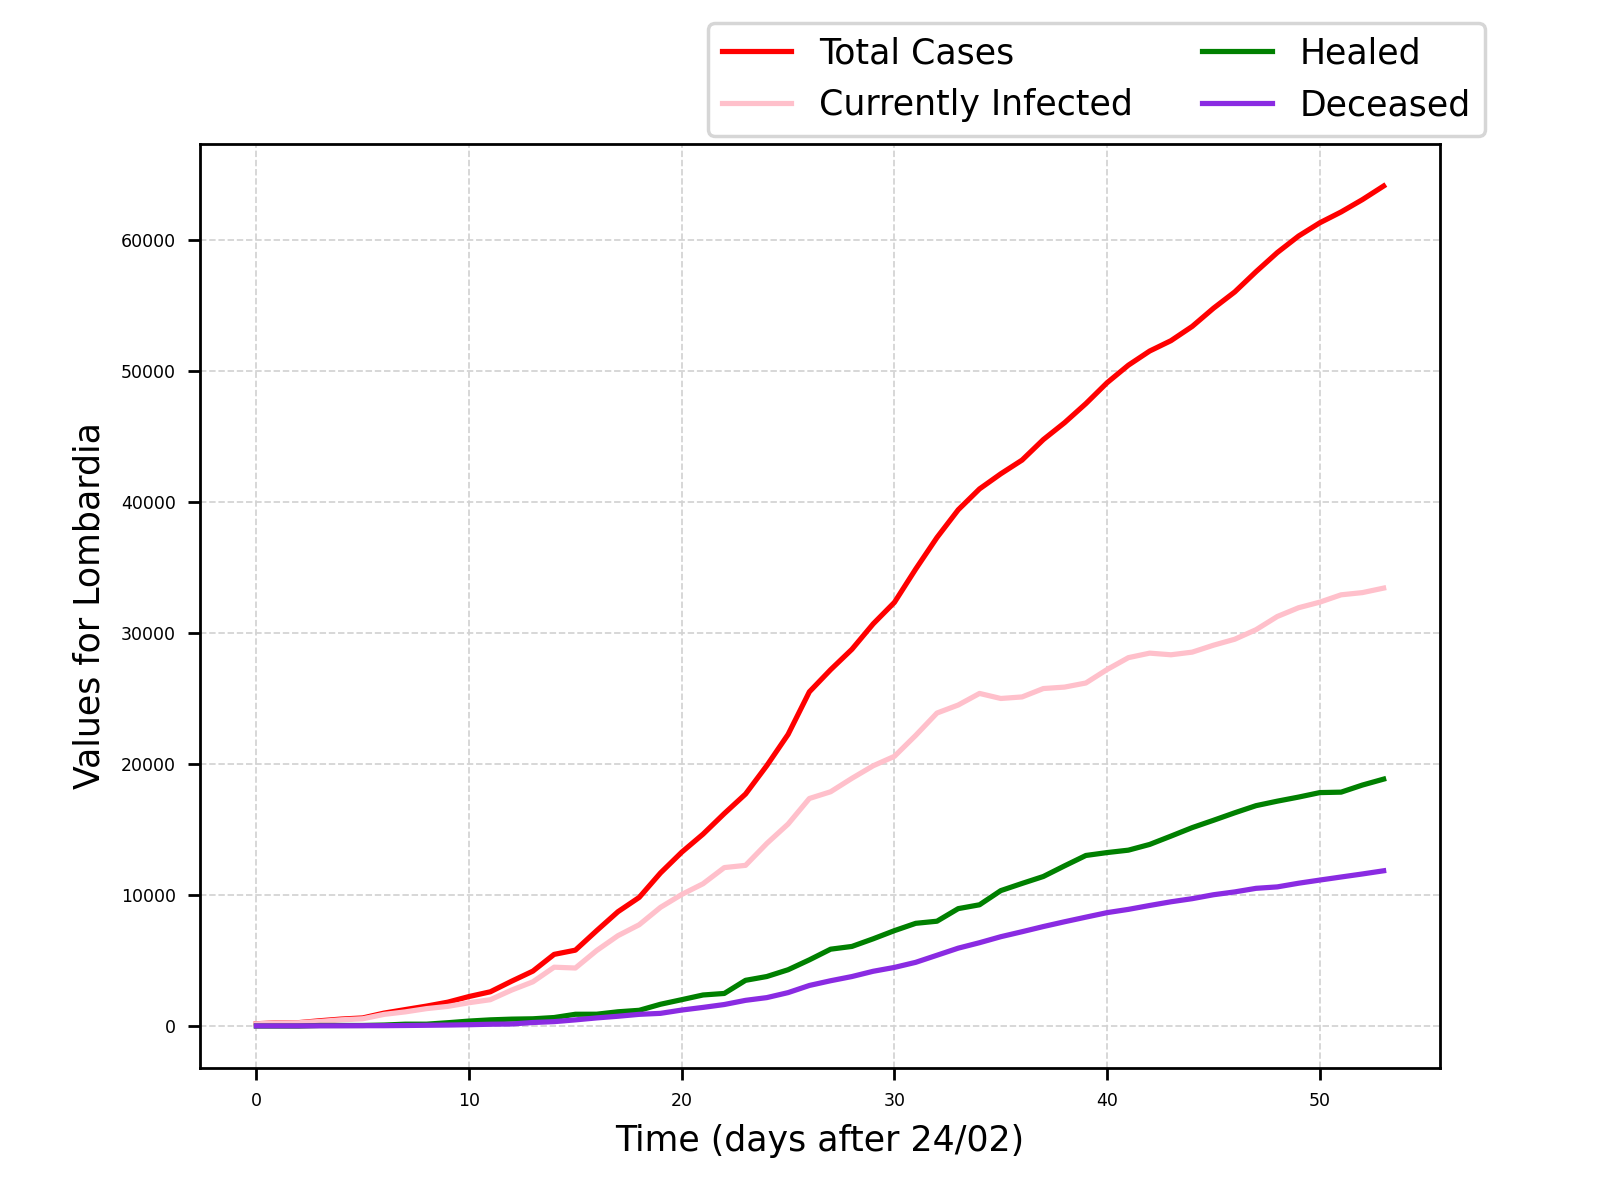 Total Cases
Currently Infected
Healed
Deceased
60000
50000
40000
30000
20000
10000
0
Values for Lombardia
0 10 20 30 40 50
Time (days after 24/02)